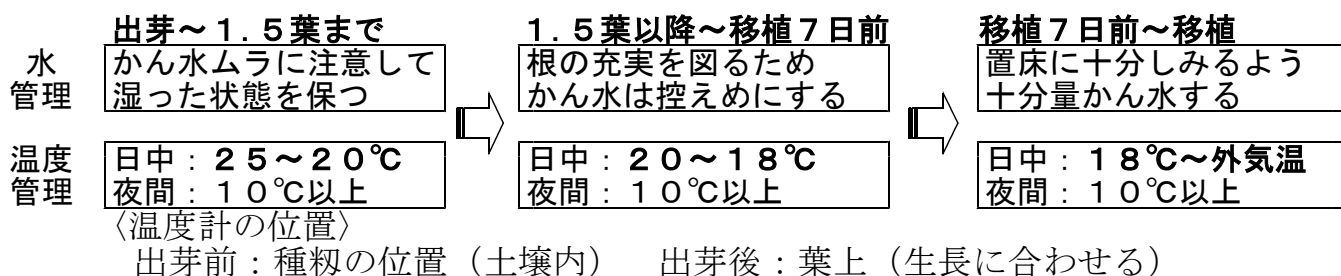 出芽～１.５葉まで　１.５葉以降～移植７日前　移植７日前～移植
水管理
かん水ムラに注意して
湿った状態を保つ
根の充実を図るため
かん水は控えめにする
置床に十分しみるよう
十分量かん水する
温度管理
日中：２５～２０℃
夜間：１０℃以上
日中：２０～１８℃
夜間：１０℃以上
日中：１８℃～外気温
夜間：１０℃以上
〈温度計の位置〉
出芽前：種籾の位置（土壌内）　出芽後：葉上（生長に合わせる）